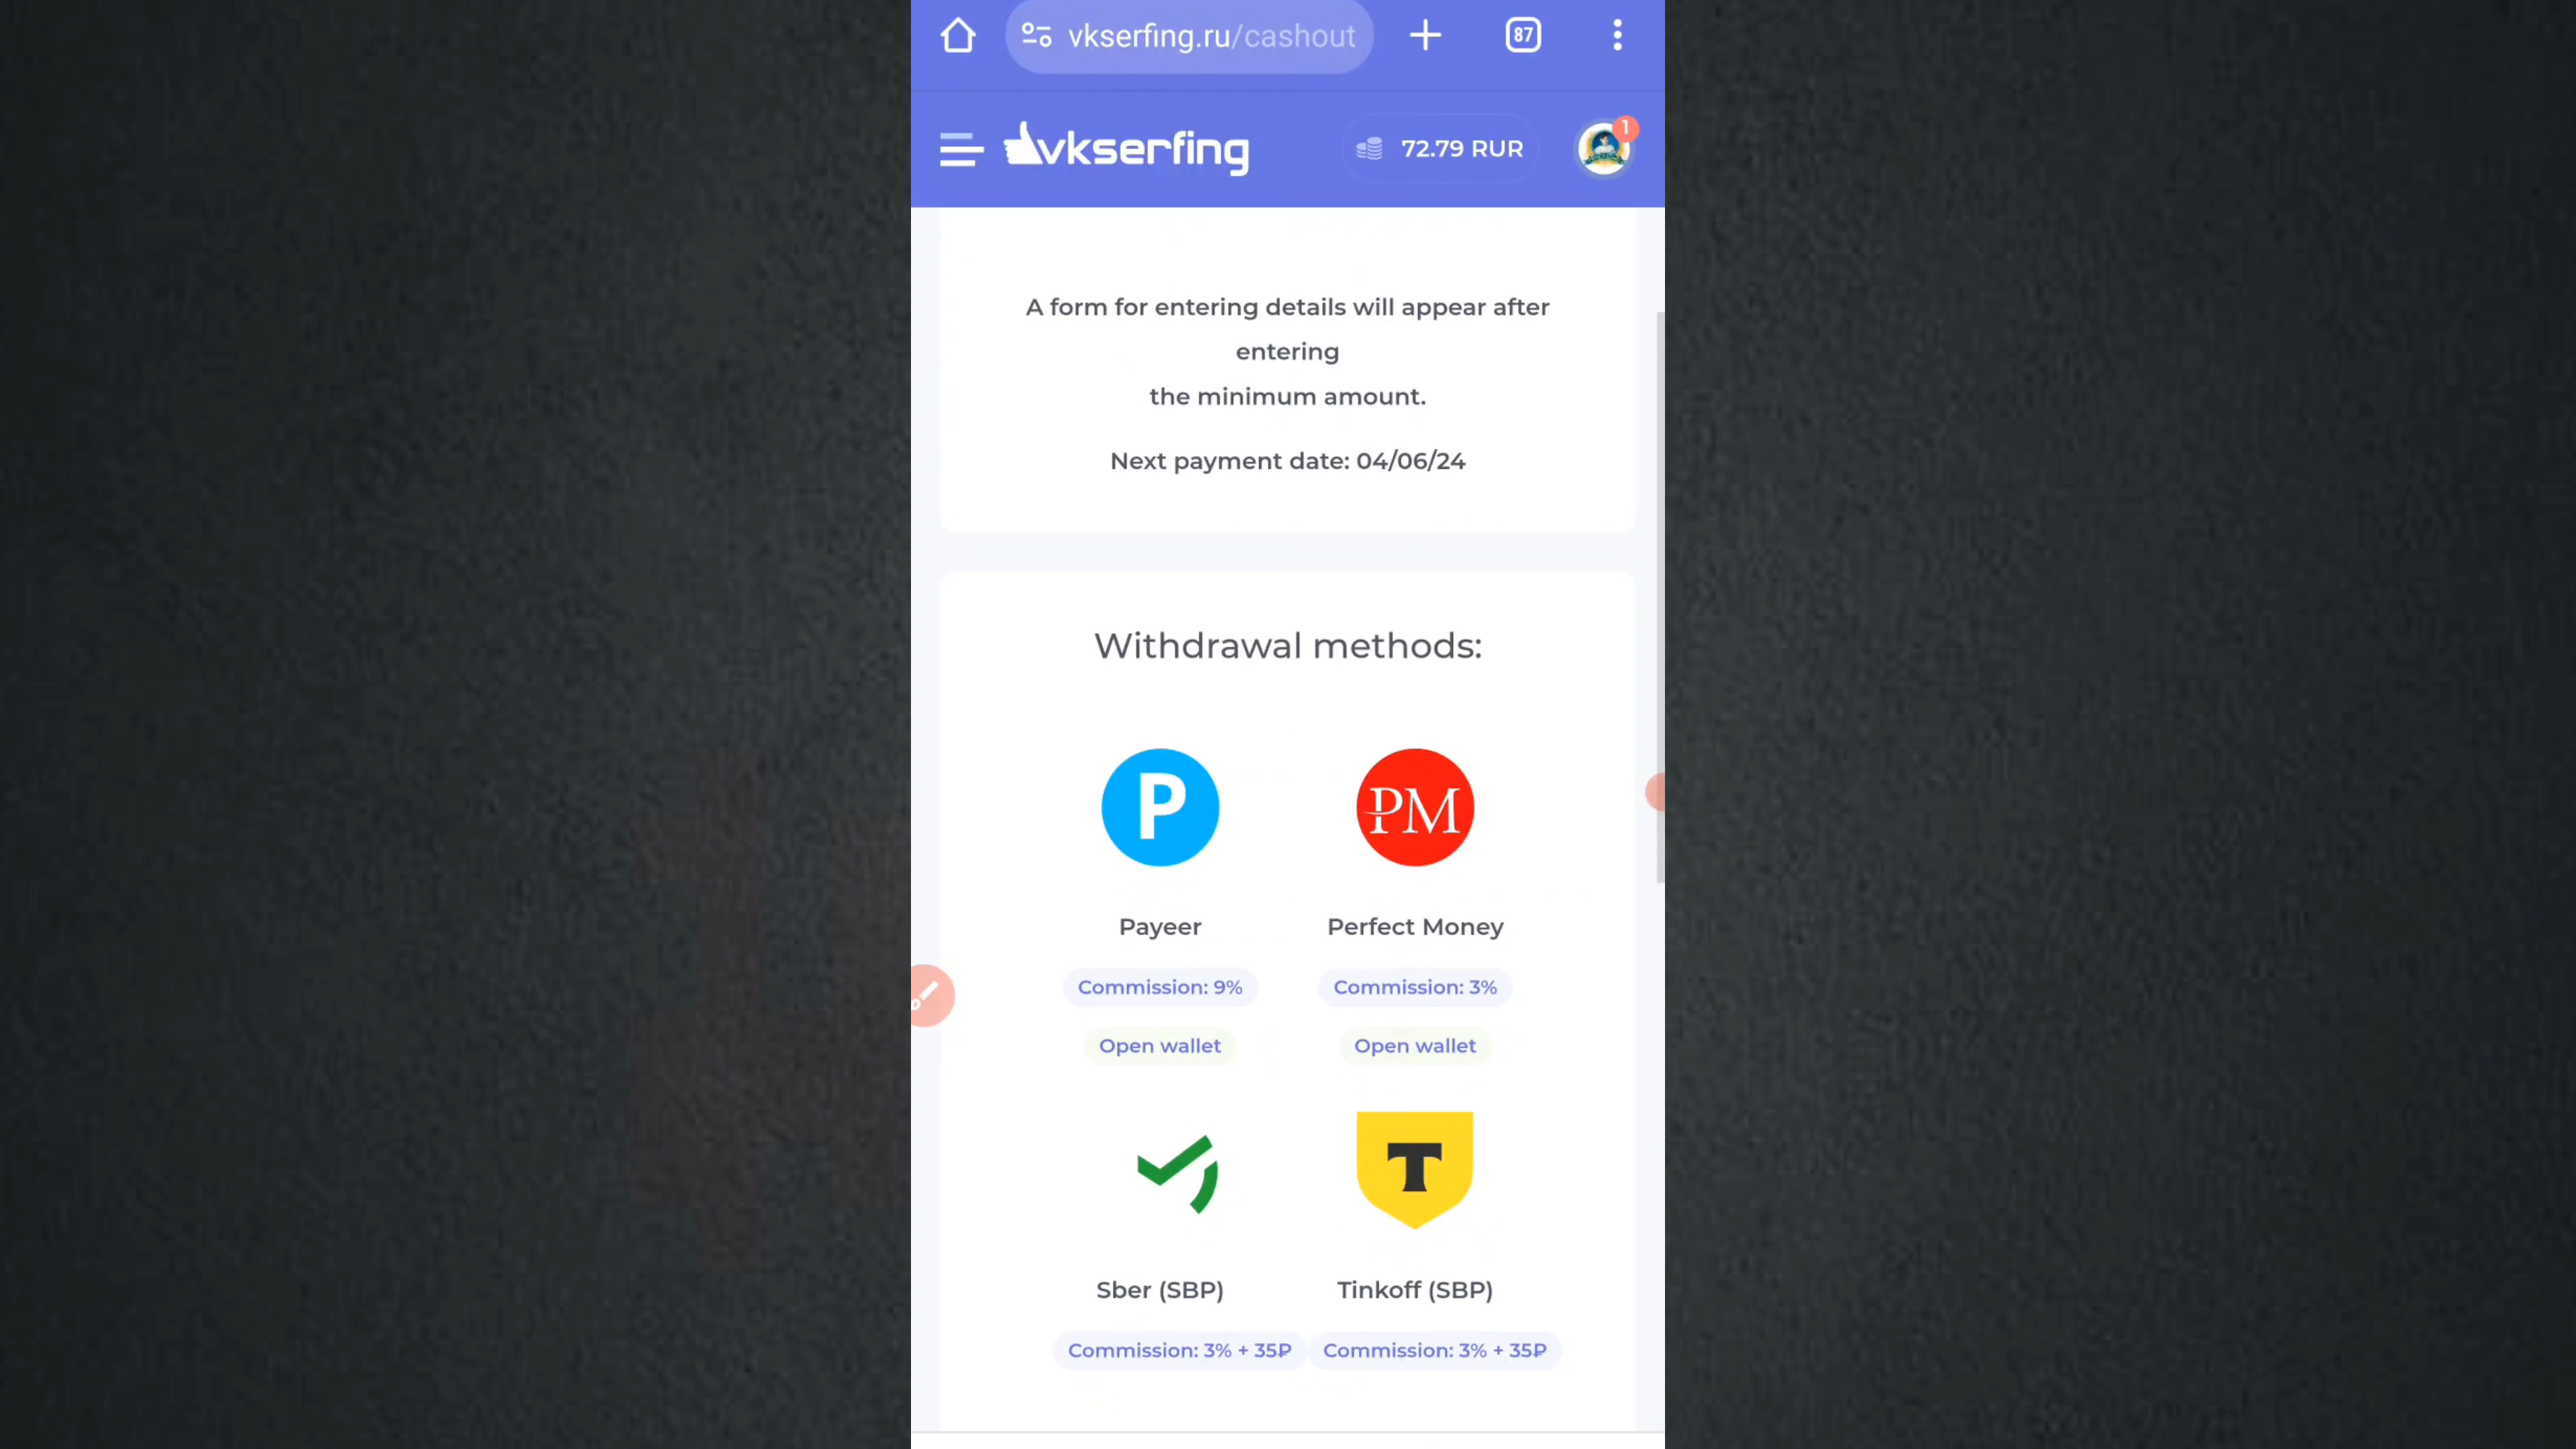 vkserfing.ru/cashout
87
vkserfing
72.79 RUR
1
A form for entering details will appear after
entering
the minimum amount.
Next payment date: 04/06/24
Withdrawal methods:
P
PM
Payeer
Perfect Money
Commission: 9%
Commission: 3%
Open wallet
Open wallet
T
Sber (SBP)
Tinkoff (SBP)
Commission: 3% + 35₽
Commission: 3% + 35₽